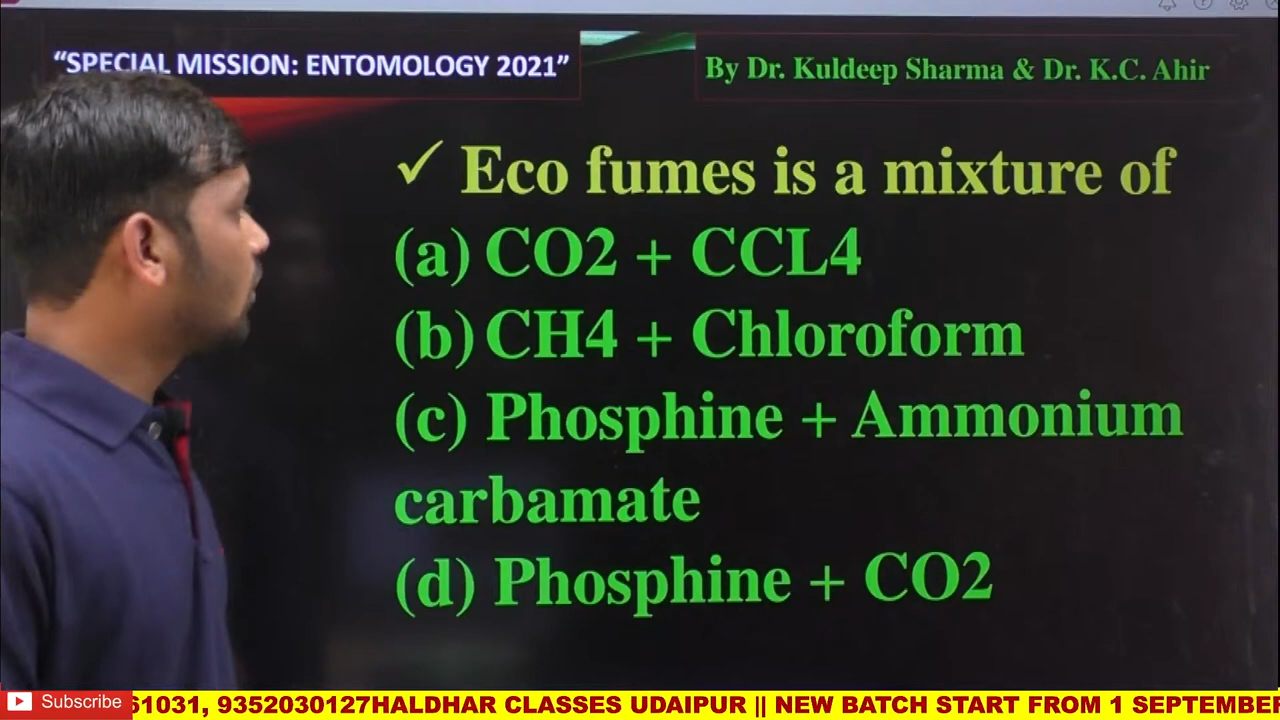 “SPECIAL MISSION: ENTOMOLOGY 2021”
By Dr. Kuldeep Sharma & Dr. K.C. Ahir
✓ Eco fumes is a mixture of
(a) CO2 + CCL4
(b) CH4 + Chloroform
(c) Phosphine + Ammonium
carbamate
(d) Phosphine + CO2
Subscribe
61031, 9352030127HALDHAR CLASSES UDAIPUR || NEW BATCH START FROM 1 SEPTEMBER